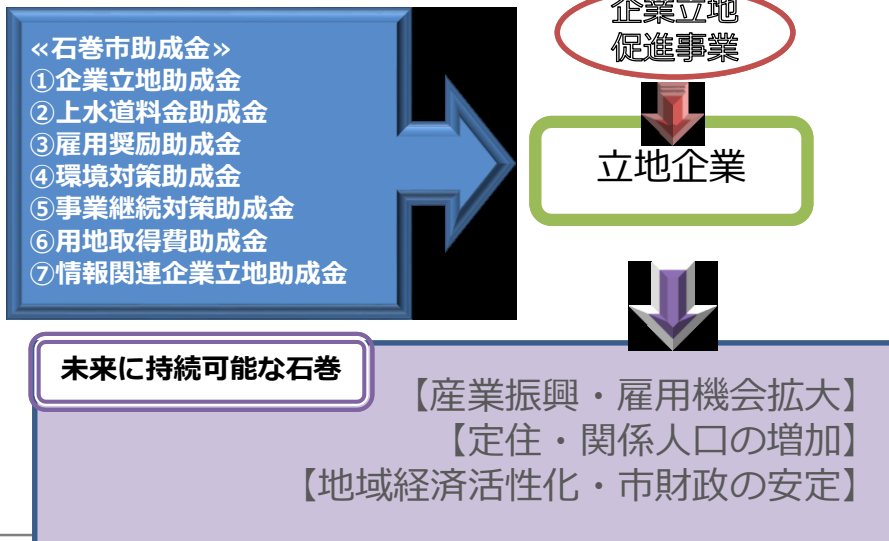 ≪石巻市助成金≫
①企業立地助成金
②上水道料金助成金
③雇用奨励助成金
④環境対策助成金
⑤事業継続対策助成金
⑥用地取得費助成金
⑦情報関連企業立地助成金
企業立地
促進事業
立地企業
未来に持続可能な石巻
【産業振興・雇用機会拡大】
【定住・関係人口の増加】
【地域経済活性化・市財政の安定】